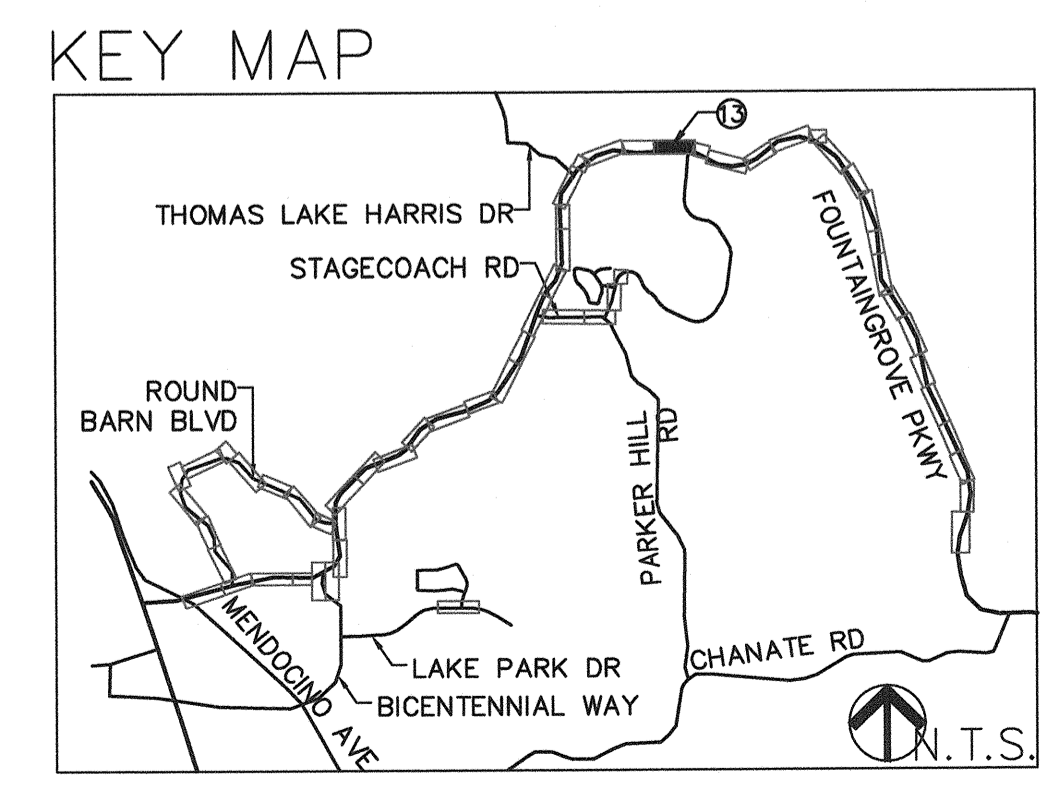 KEY MAP
13
THOMAS LAKE HARRIS DR
STAGECOACH RD
FOUNTAINGROVE PKWY
ROUND
BARN BLVD
PARKER HILL
RD
MENDOCINO AVE
CHANATE RD
LAKE PARK DR
BICENTENNIAL WAY
N.T.S.